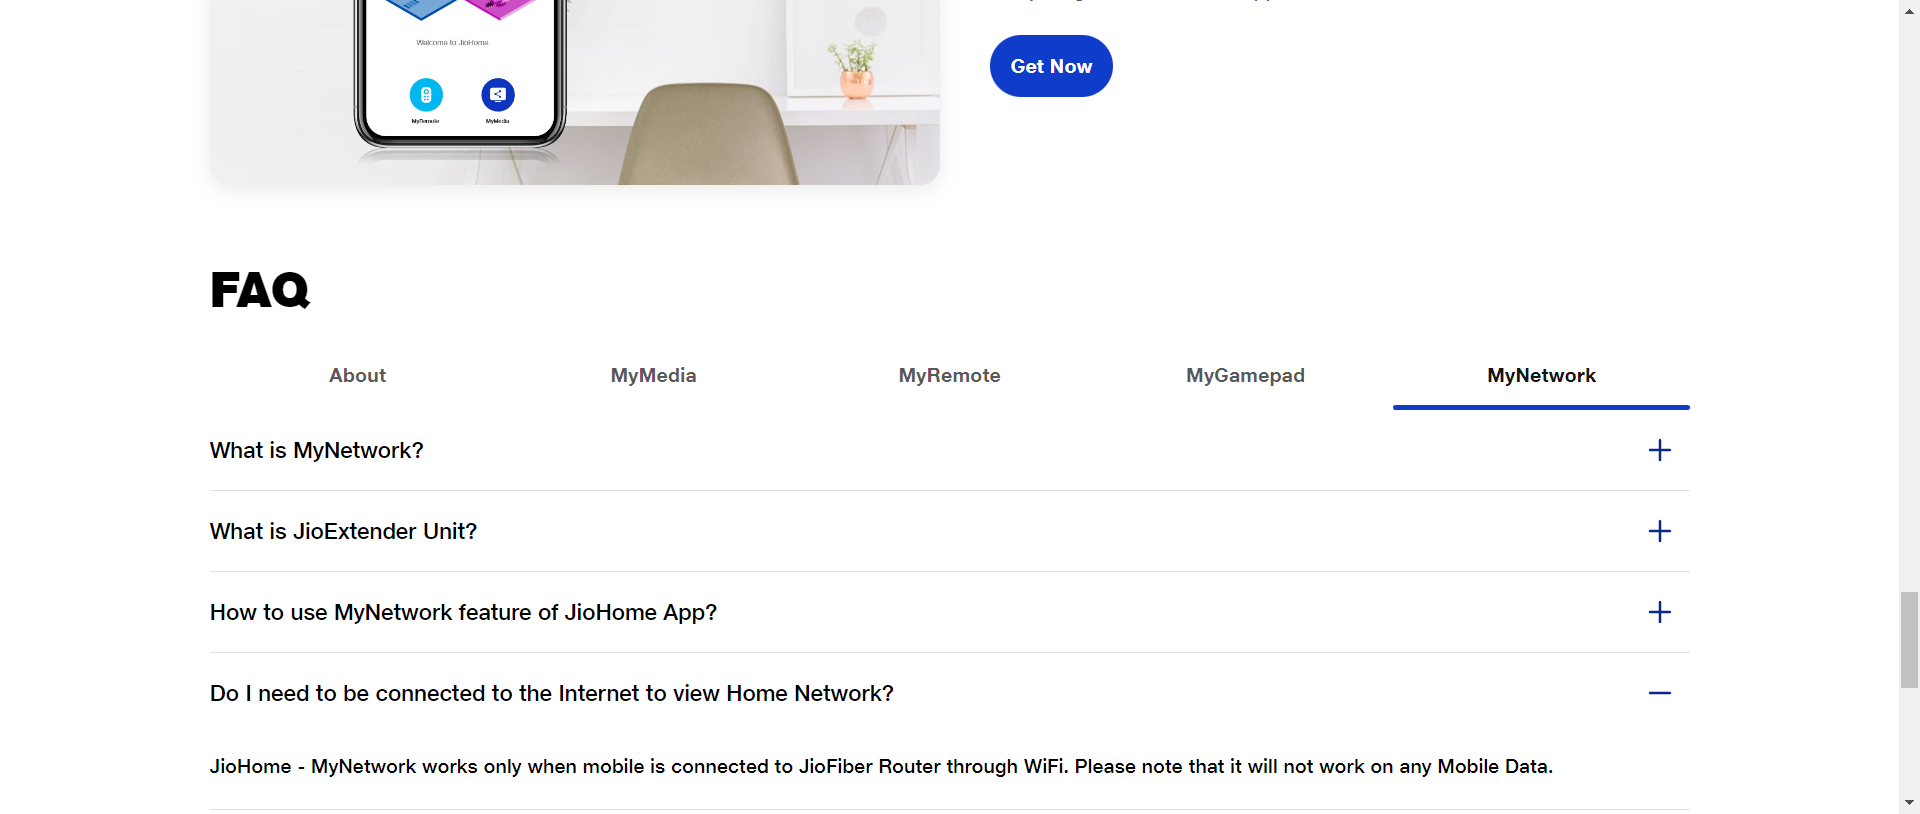 Welcome to JioHome
MyRemote
MyMedia
Get Now
FAQ
About
MyMedia
MyRemote
MyGamepad
MyNetwork
What is MyNetwork?
What is JioExtender Unit?
How to use MyNetwork feature of JioHome App?
Do I need to be connected to the Internet to view Home Network?
JioHome - MyNetwork works only when mobile is connected to JioFiber Router through WiFi. Please note that it will not work on any Mobile Data.